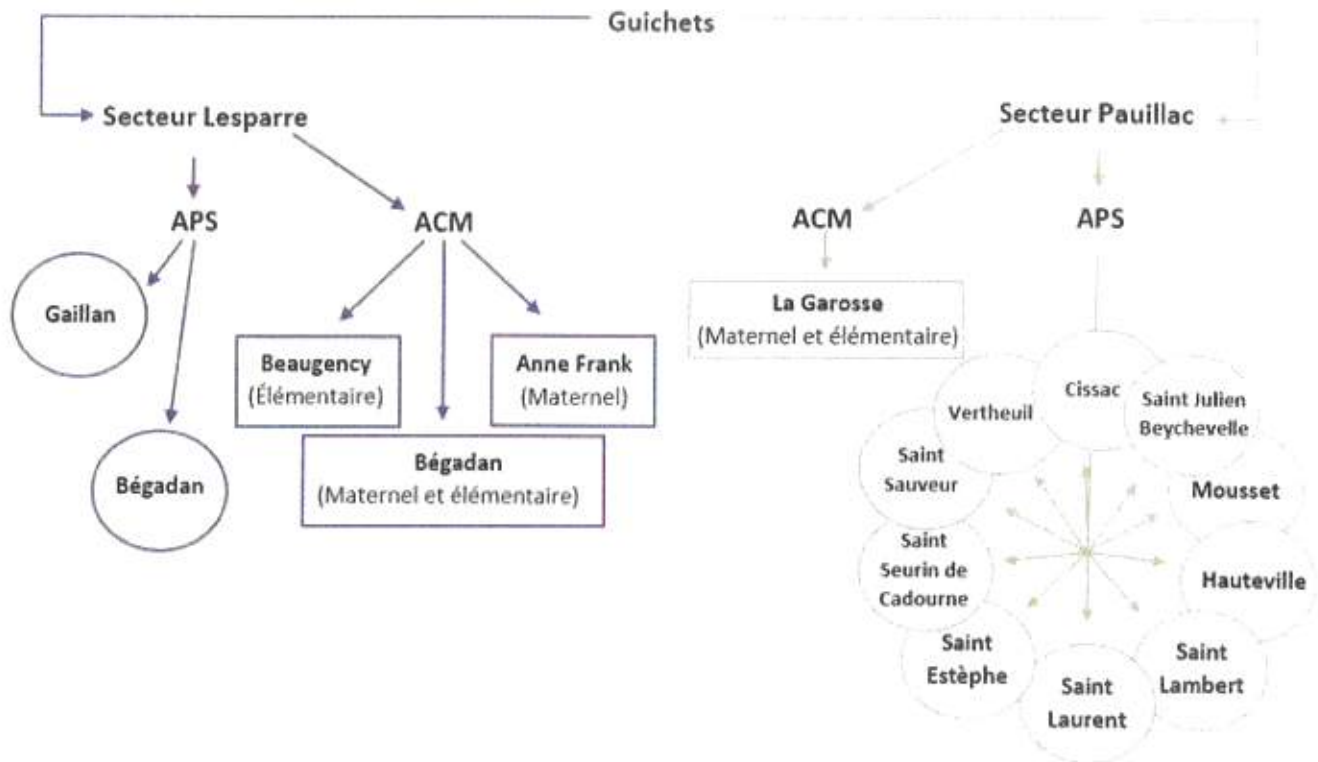 Guichets
Secteur Lesparre
Secteur Pauillac
APS
ACM
ACM
APS
Gaillan
Bégadan
Beaugency
(Élémentaire)
Anne Frank
(Maternel)
Bégadan
(Maternel et élémentaire)
La Garosse
(Maternel et élémentaire)
Cissac
Saint Julien
Beychevelle
Mousset
Hauteville
Saint
Lambert
Saint
Laurent
Saint
Estèphe
Saint
Seurin de
Cadourne
Saint
Sauveur
Vertheuil